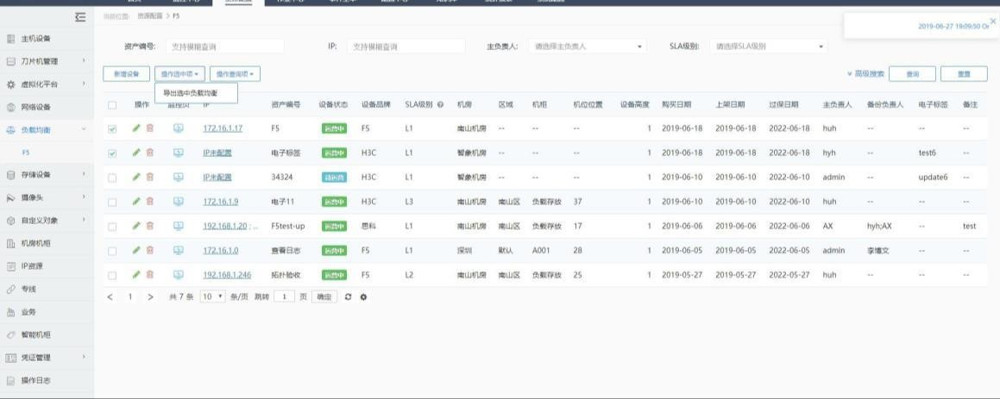 当前位置: 资源配置 > F5
2019-06-27 19:09:50 Or
主机设备
刀片机管理
虚拟化平台
网络设备
负载均衡
F5
存储设备
摄像头
自定义对象
机房机柜
IP资源
专线
业务
智能机柜
凭证管理
操作日志
资产编号: 支持模糊查询 IP: 支持模糊查询 主负责人: 请选择主负责人 SLA级别: 请选择SLA级别
新增设备 操作选中项 操作查询项 高级搜索 查询 重置
导出选中负载均衡
操作 监控页 IP 资产编号 设备状态 设备品牌 SLA级别 机房 区域 机柜 机位位置 设备高度 购买日期 上架日期 过保日期 主负责人 备份负责人 电子标签 备注
172.16.1.17 F5 运营中 F5 L1 南山机房 -- -- -- 1 2019-06-18 2019-06-18 2022-06-18 huh -- -- --
IP未配置 电子标签 运营中 H3C L1 智象机房 -- -- -- 1 2019-06-18 2019-06-18 2022-06-18 hyh -- test6 --
IP未配置 34324 待运营 H3C L1 智象机房 -- -- -- 1 2019-06-10 2019-06-10 2022-06-10 admin -- update6 --
172.16.1.9 电子11 运营中 H3C L3 南山机房 南山区 负载存放 37 1 2019-06-10 2019-06-10 2022-06-10 huh -- -- --
192.168.1.20 ; .. F5test-up 运营中 思科 L1 南山机房 南山区 负载存放 17 1 2019-06-06 2019-06-06 2022-06-06 AX hyh;AX -- test
172.16.1.0 查看日志 运营中 F5 L1 深圳 默认 A001 28 1 2019-06-05 2019-06-05 2022-06-05 admin 李博文 -- --
192.168.1.246 拓扑验收 运营中 F5 L2 南山机房 南山区 负载存放 25 1 2019-05-27 2019-05-27 2022-05-27 huh -- -- --
< 1 > 共 7 条 10 条/页 跳转 1 页 确定